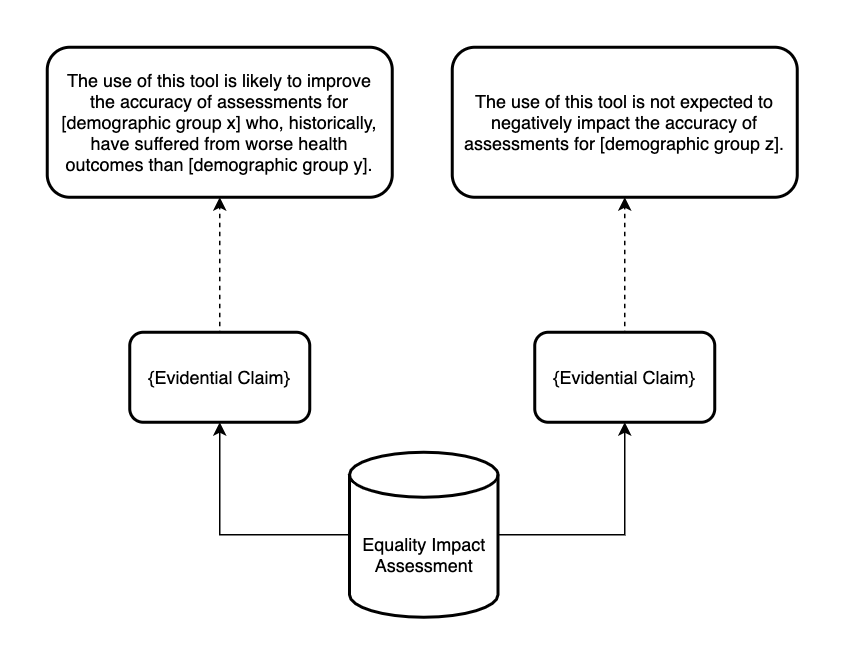 The use of this tool is likely to improve
the accuracy of assessments for
[demographic group x] who, historically,
have suffered from worse health
outcomes than [demographic group y].
The use of this tool is not expected to
negatively impact the accuracy of
assessments for [demographic group z].
{Evidential Claim}
{Evidential Claim}
Equality Impact
Assessment